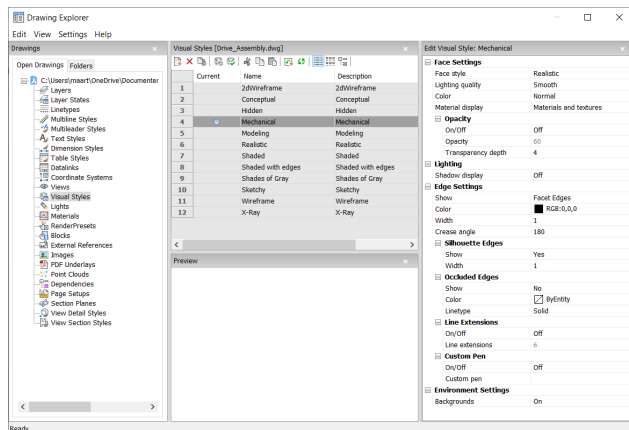 Drawing Explorer
Edit View Settings Help
Drawings
Open Drawings Folders
C:\Users\maart\OneDrive\Documenter
Layers
Layer States
Linetypes
Multiline Styles
Multileader Styles
Text Styles
Dimension Styles
Table Styles
Datalinks
Coordinate Systems
Views
Visual Styles
Lights
Materials
RenderPresets
Blocks
External References
Images
PDF Underlays
Point Clouds
Dependencies
Page Setups
Section Planes
View Detail Styles
View Section Styles
Visual Styles [Drive_Assembly.dwg]
Current Name Description
1 2dWireframe 2dWireframe
2 Conceptual Conceptual
3 Hidden Hidden
4 Mechanical Mechanical
5 Modeling Modeling
6 Realistic Realistic
7 Shaded Shaded
8 Shaded with edges Shaded with edges
9 Shades of Gray Shades of Gray
10 Sketchy Sketchy
11 Wireframe Wireframe
12 X-Ray X-Ray
Preview
Edit Visual Style: Mechanical
Face Settings
Face style Realistic
Lighting quality Smooth
Color Normal
Material display Materials and textures
Opacity
On/Off Off
Opacity 60
Transparency depth 4
Lighting
Shadow display Off
Edge Settings
Show Facet Edges
Color RGB:0,0,0
Width 1
Crease angle 180
Silhouette Edges
Show Yes
Width 1
Occluded Edges
Show No
Color ByEntity
Linetype Solid
Line Extensions
On/Off Off
Line extensions 6
Custom Pen
On/Off Off
Custom pen
Environment Settings
Backgrounds On
Ready